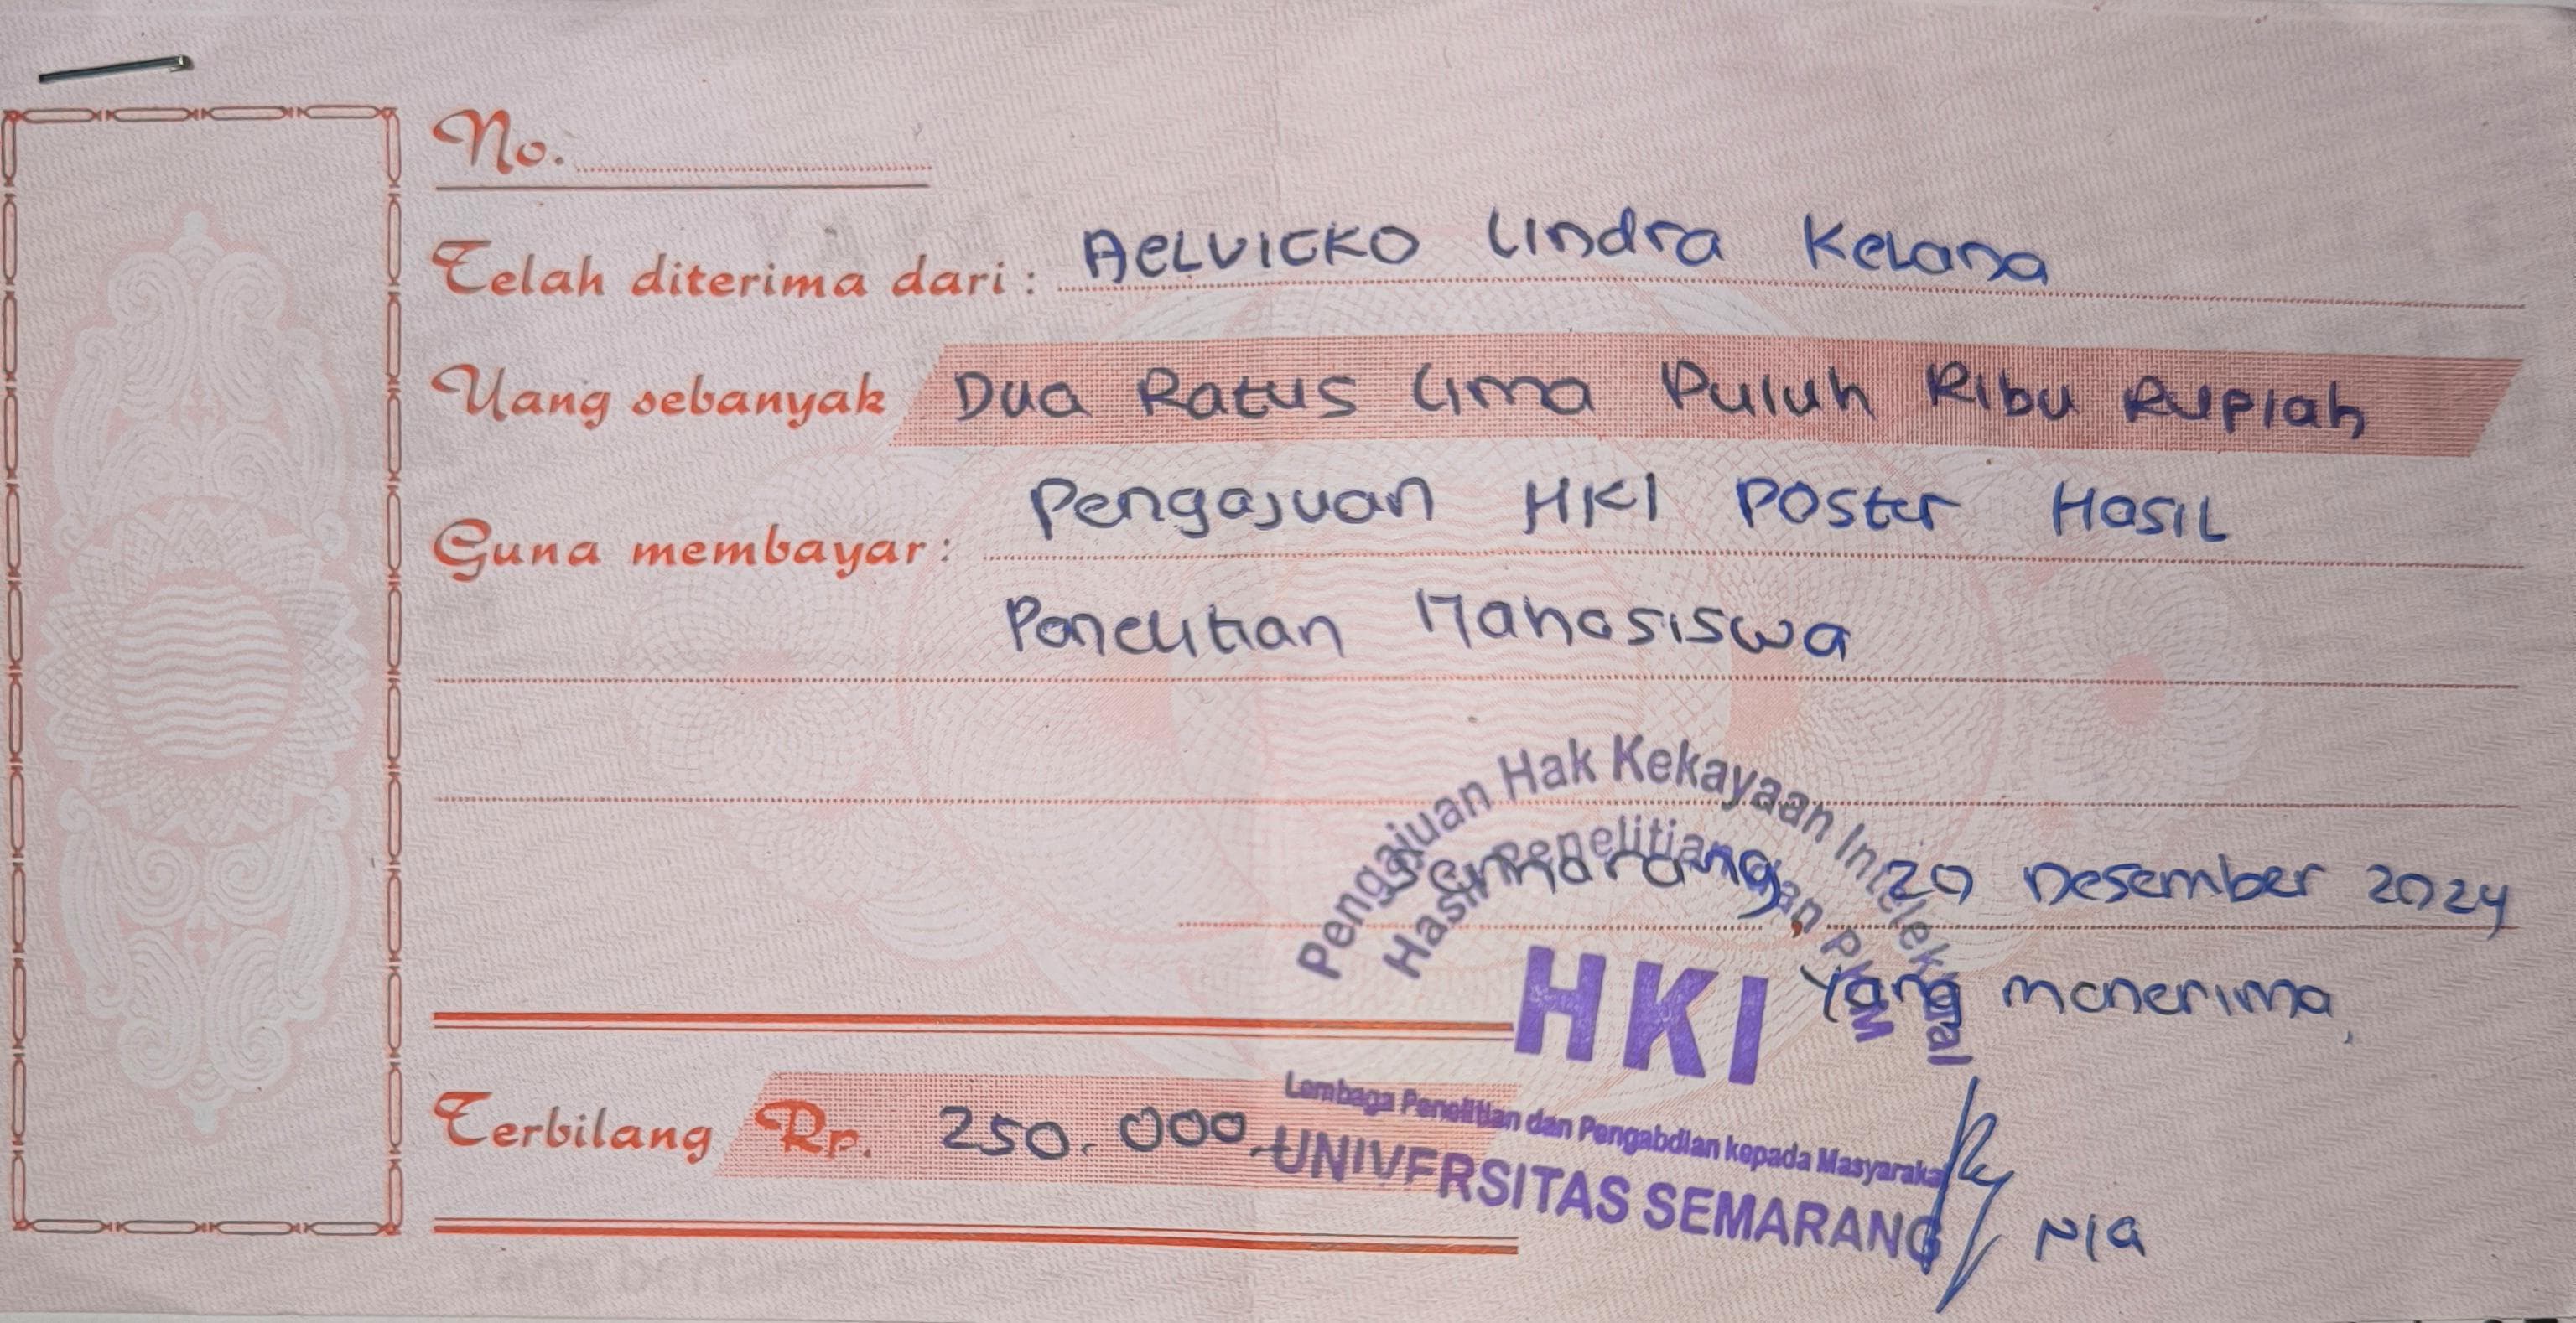 No.
Telah diterima dari : Aelvicko Lindra Kelana
Uang sebanyak Dua Ratus Lima Puluh Ribu Rupiah
Guna membayar : Pengajuan HKI Poster Hasil
Penelitian Mahasiswa
Pengajuan Hak Kekayaan Intelektual
Hasil Penelitian dan PkM
Semarang, 20 Desember 2024
HKI
Yang menerima,
Lembaga Penelitian dan Pengabdian kepada Masyarakat
Terbilang Rp. 250.000,-
UNIVERSITAS SEMARANG
Nia